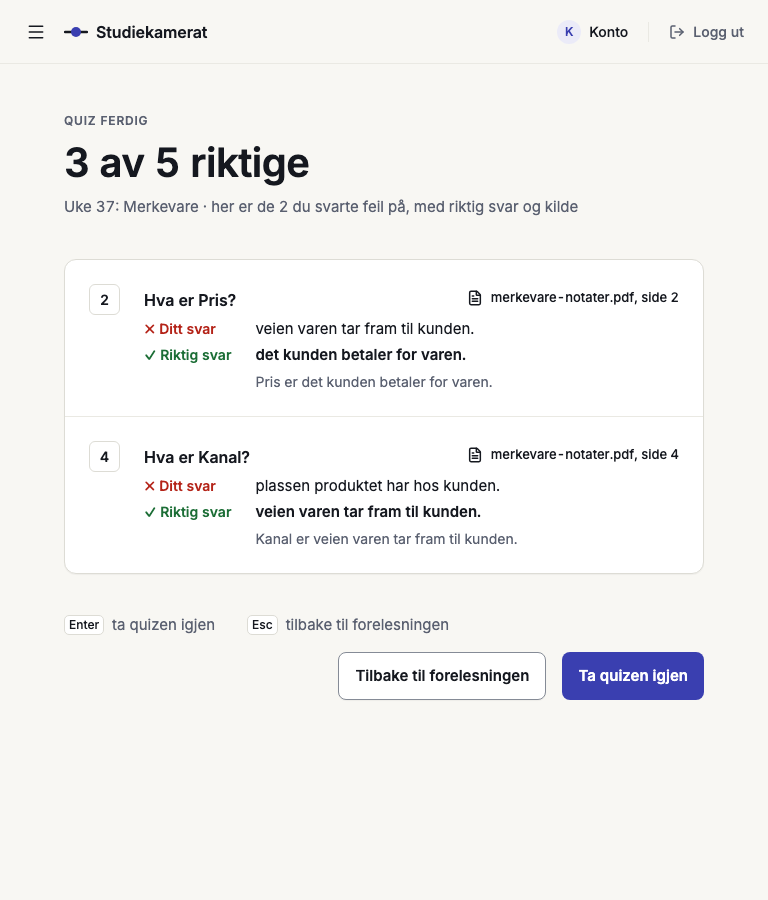 Studiekamerat
K Konto
Logg ut
QUIZ FERDIG
3 av 5 riktige
Uke 37: Merkevare · her er de 2 du svarte feil på, med riktig svar og kilde
2 Hva er Pris? merkevare-notater.pdf, side 2
Ditt svar veien varen tar fram til kunden.
Riktig svar det kunden betaler for varen.
Pris er det kunden betaler for varen.
4 Hva er Kanal? merkevare-notater.pdf, side 4
Ditt svar plassen produktet har hos kunden.
Riktig svar veien varen tar fram til kunden.
Kanal er veien varen tar fram til kunden.
Enter ta quizen igjen Esc tilbake til forelesningen
Tilbake til forelesningen Ta quizen igjen